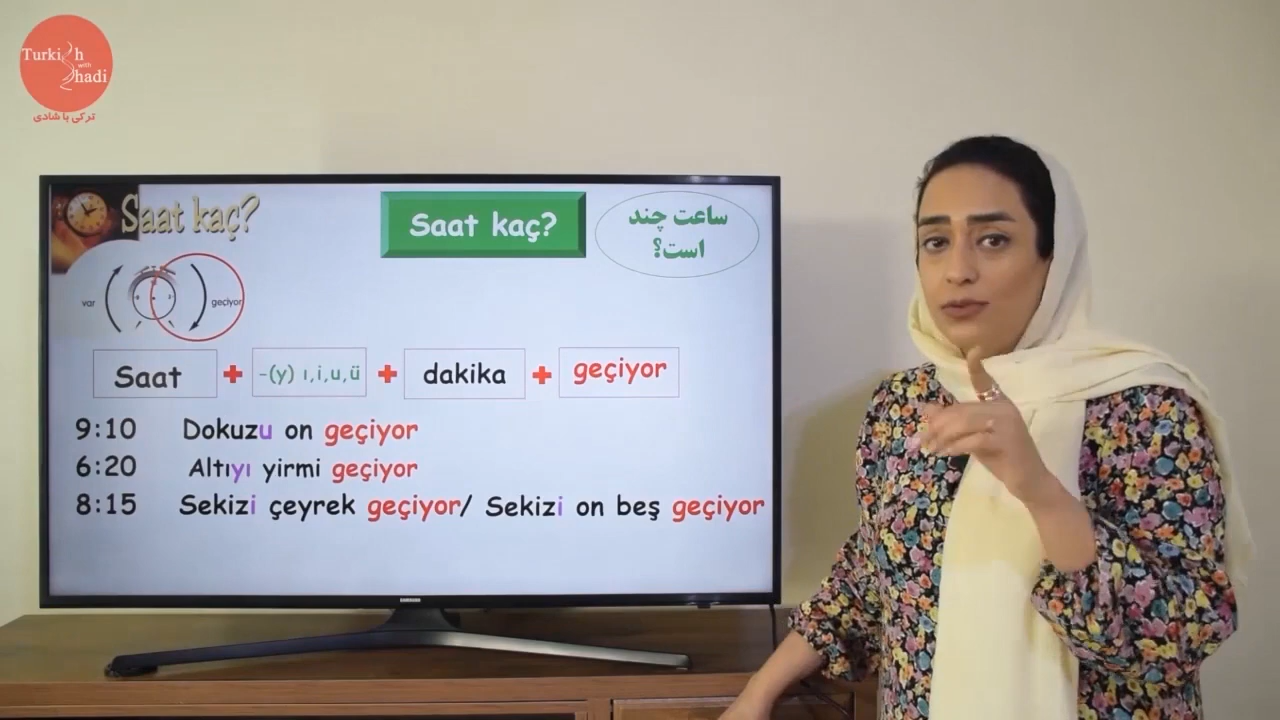 Turkish
with
Shadi
ترکی با شادی
Saat kaç?
Saat kaç?
ساعت چند
است؟
var
geçiyor
Saat + -(y) ı,i,u,ü + dakika + geçiyor
9:10 Dokuzu on geçiyor
6:20 Altıyı yirmi geçiyor
8:15 Sekizi çeyrek geçiyor/ Sekizi on beş geçiyor
SAMSUNG